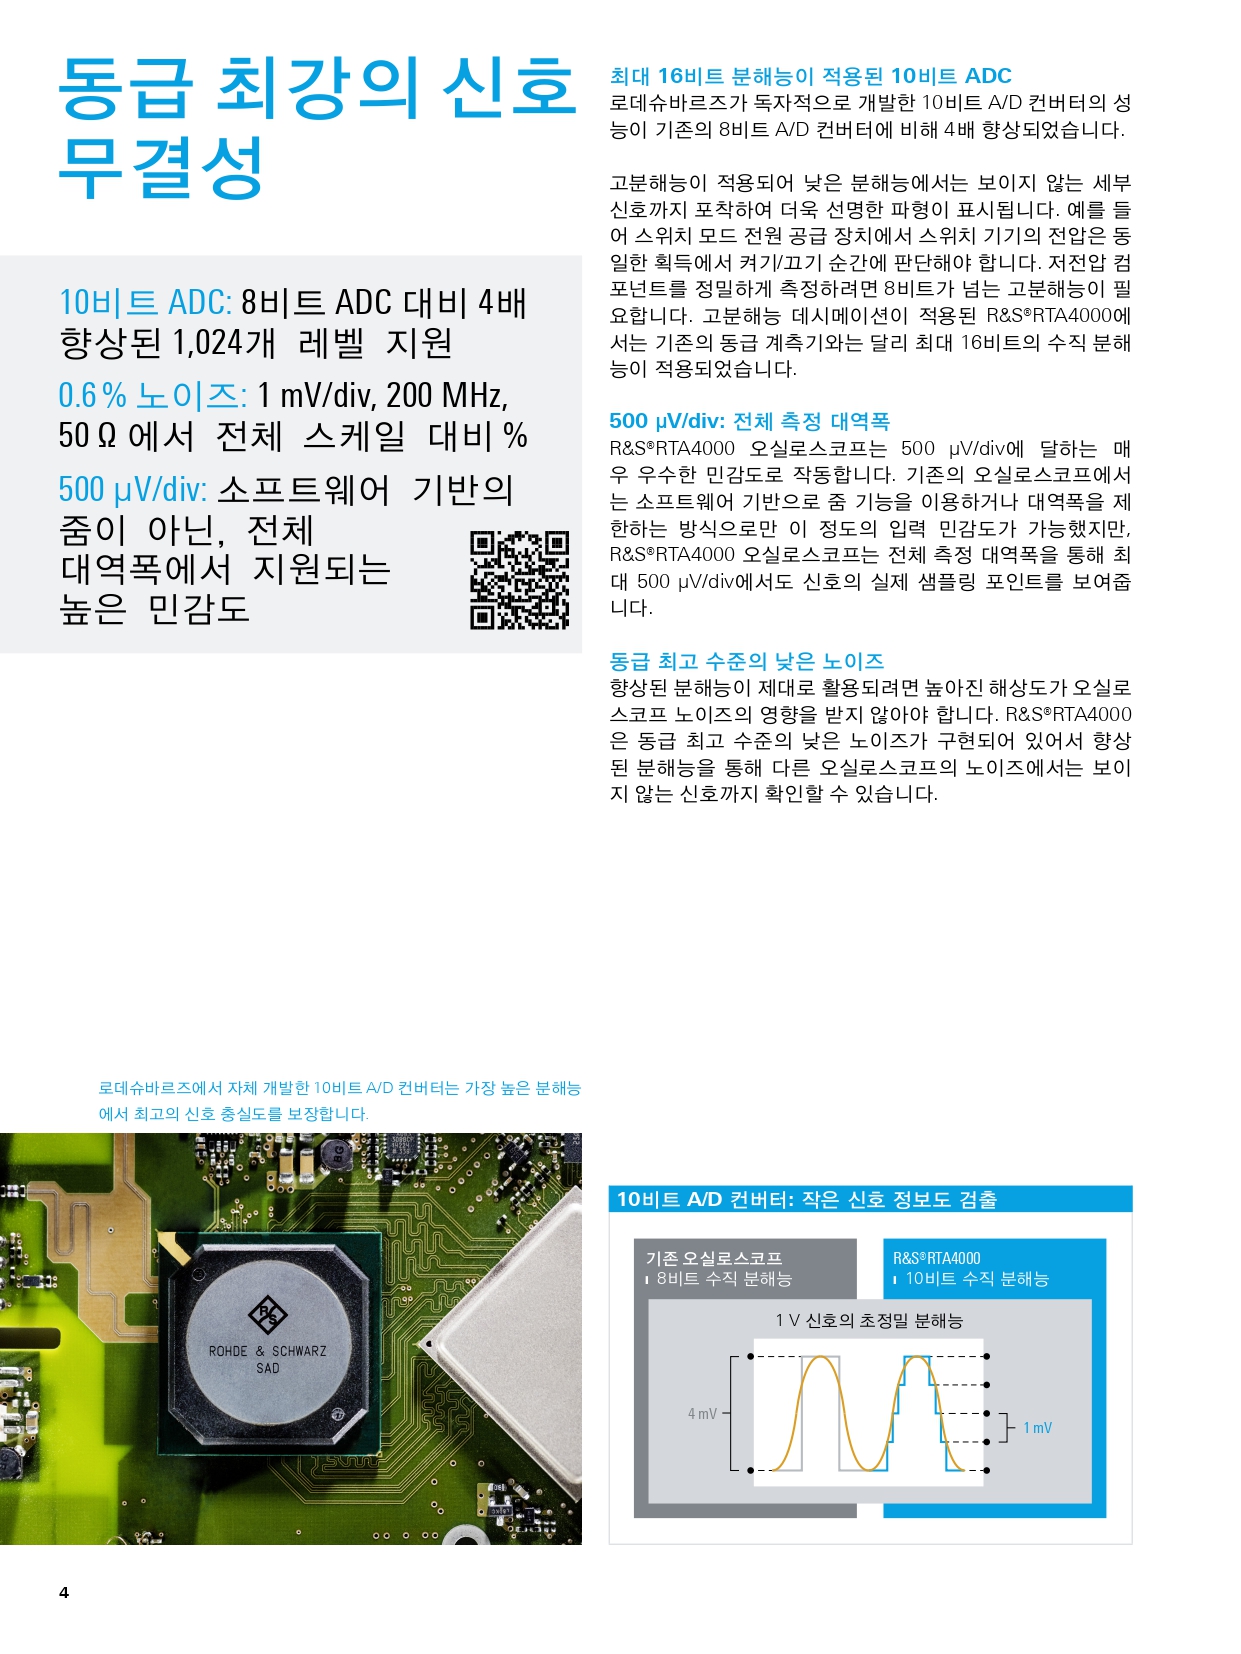 동급 최강의 신호
무결성
10비트 ADC: 8비트 ADC 대비 4배
향상된 1,024개 레벨 지원
0.6 % 노이즈: 1 mV/div, 200 MHz,
50 Ω 에서 전체 스케일 대비 %
500 μV/div: 소프트웨어 기반의
줌이 아닌, 전체
대역폭에서 지원되는
높은 민감도
최대 16비트 분해능이 적용된 10비트 ADC
로데슈바르즈가 독자적으로 개발한 10비트 A/D 컨버터의 성
능이 기존의 8비트 A/D 컨버터에 비해 4배 향상되었습니다.
고분해능이 적용되어 낮은 분해능에서는 보이지 않는 세부
신호까지 포착하여 더욱 선명한 파형이 표시됩니다. 예를 들
어 스위치 모드 전원 공급 장치에서 스위치 기기의 전압은 동
일한 획득에서 켜기/끄기 순간에 판단해야 합니다. 저전압 컴
포넌트를 정밀하게 측정하려면 8비트가 넘는 고분해능이 필
요합니다. 고분해능 데시메이션이 적용된 R&S®RTA4000에
서는 기존의 동급 계측기와는 달리 최대 16비트의 수직 분해
능이 적용되었습니다.
500 μV/div: 전체 측정 대역폭
R&S®RTA4000 오실로스코프는 500 μV/div에 달하는 매
우 우수한 민감도로 작동합니다. 기존의 오실로스코프에서
는 소프트웨어 기반으로 줌 기능을 이용하거나 대역폭을 제
한하는 방식으로만 이 정도의 입력 민감도가 가능했지만,
R&S®RTA4000 오실로스코프는 전체 측정 대역폭을 통해 최
대 500 μV/div에서도 신호의 실제 샘플링 포인트를 보여줍
니다.
동급 최고 수준의 낮은 노이즈
향상된 분해능이 제대로 활용되려면 높아진 해상도가 오실로
스코프 노이즈의 영향을 받지 않아야 합니다. R&S®RTA4000
은 동급 최고 수준의 낮은 노이즈가 구현되어 있어서 향상
된 분해능을 통해 다른 오실로스코프의 노이즈에서는 보이
지 않는 신호까지 확인할 수 있습니다.
로데슈바르즈에서 자체 개발한 10비트 A/D 컨버터는 가장 높은 분해능
에서 최고의 신호 충실도를 보장합니다.
R S
ROHDE & SCHWARZ
SAD
10비트 A/D 컨버터: 작은 신호 정보도 검출
기존 오실로스코프
8비트 수직 분해능
R&S®RTA4000
10비트 수직 분해능
1 V 신호의 초정밀 분해능
4 mV
1 mV
4